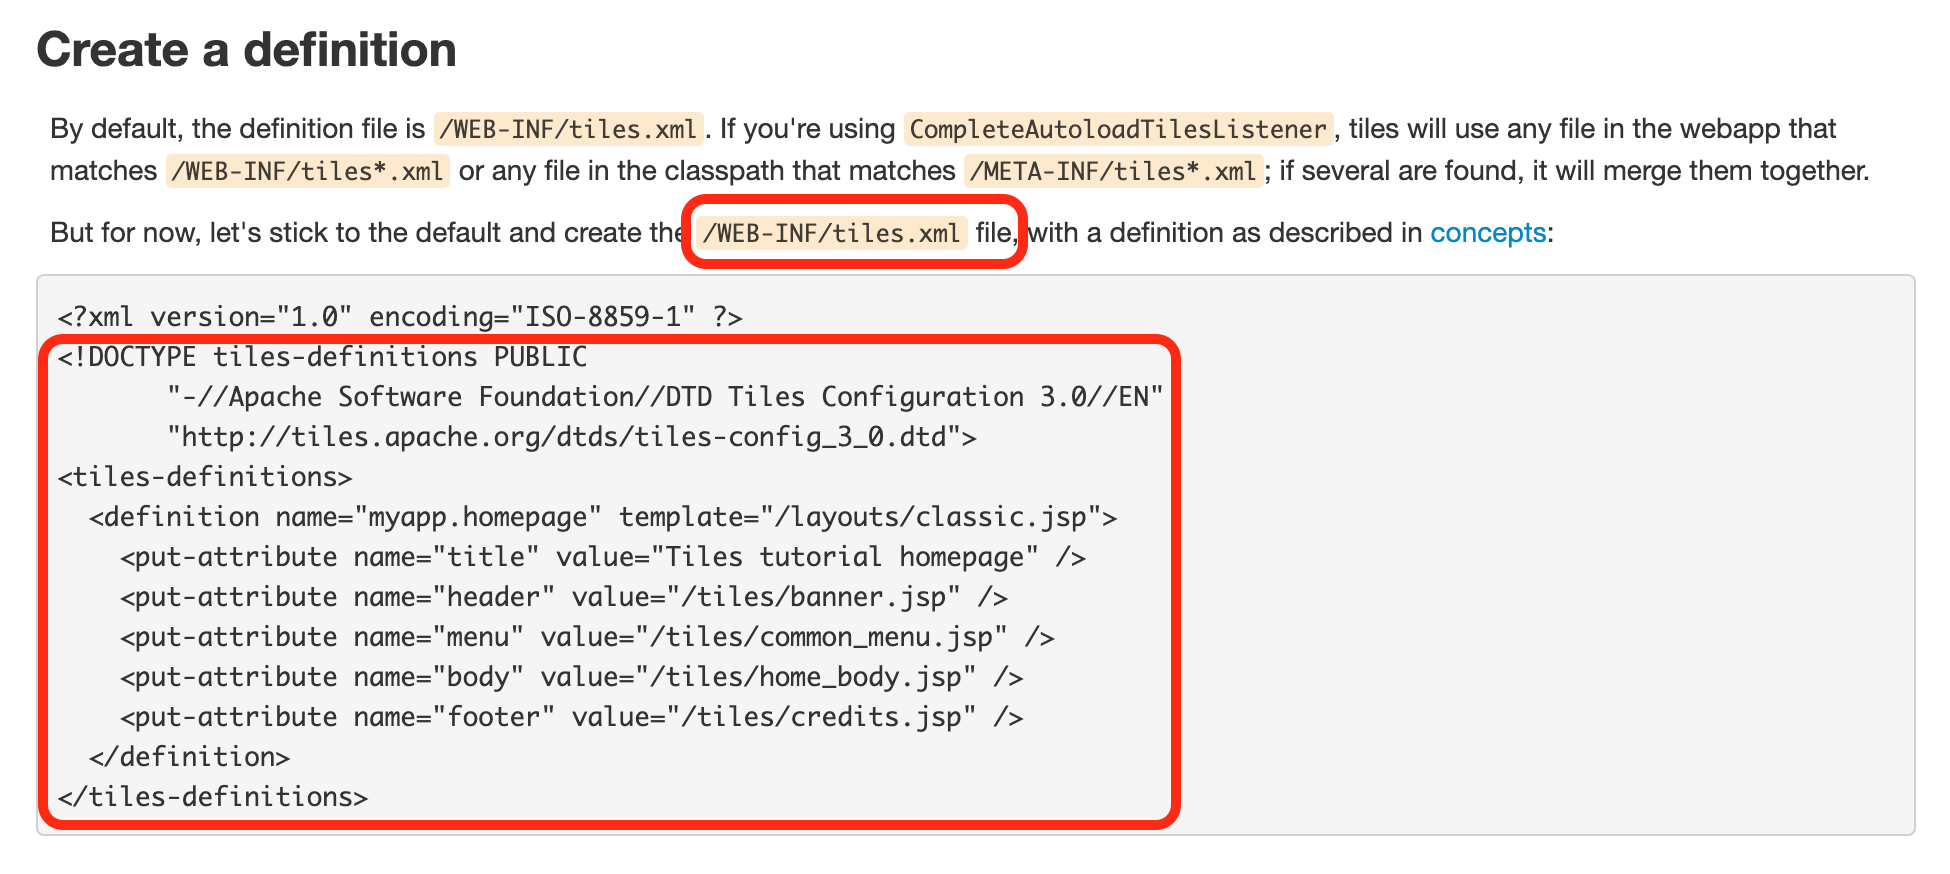 Create a definition
By default, the definition file is /WEB-INF/tiles.xml. If you're using CompleteAutoloadTilesListener, tiles will use any file in the webapp that
matches /WEB-INF/tiles*.xml or any file in the classpath that matches /META-INF/tiles*.xml; if several are found, it will merge them together.
But for now, let's stick to the default and create the /WEB-INF/tiles.xml file, with a definition as described in concepts:
<?xml version="1.0" encoding="ISO-8859-1" ?>
<!DOCTYPE tiles-definitions PUBLIC
       "-//Apache Software Foundation//DTD Tiles Configuration 3.0//EN"
       "http://tiles.apache.org/dtds/tiles-config_3_0.dtd">
<tiles-definitions>
  <definition name="myapp.homepage" template="/layouts/classic.jsp">
    <put-attribute name="title" value="Tiles tutorial homepage" />
    <put-attribute name="header" value="/tiles/banner.jsp" />
    <put-attribute name="menu" value="/tiles/common_menu.jsp" />
    <put-attribute name="body" value="/tiles/home_body.jsp" />
    <put-attribute name="footer" value="/tiles/credits.jsp" />
  </definition>
</tiles-definitions>